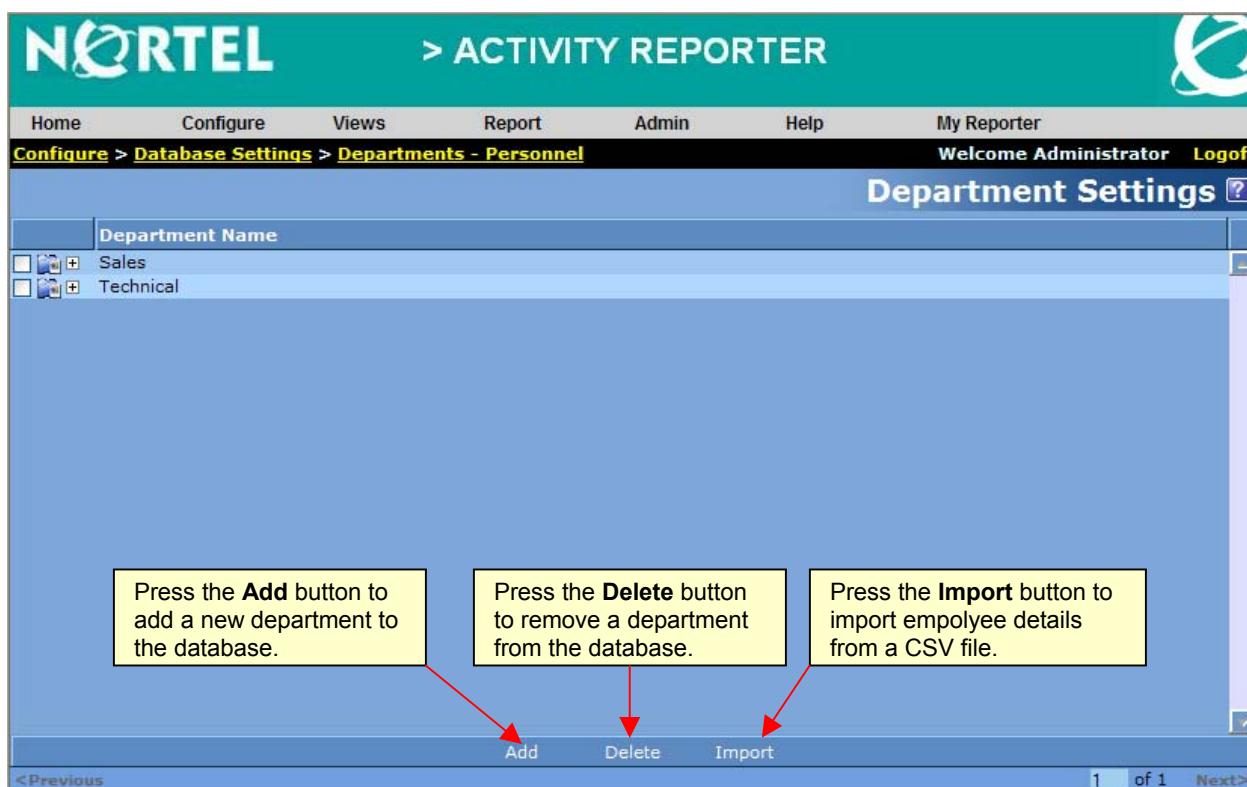 NORTEL > ACTIVITY REPORTER
Home Configure Views Report Admin Help My Reporter
Configure > Database Settings > Departments - Personnel Welcome Administrator Logof
Department Settings ?
Department Name
Sales
Technical
Press the Add button to
add a new department to
the database.
Press the Delete button
to remove a department
from the database.
Press the Import button to
import empolyee details
from a CSV file.
Add Delete Import
<Previous 1 of 1 Next>